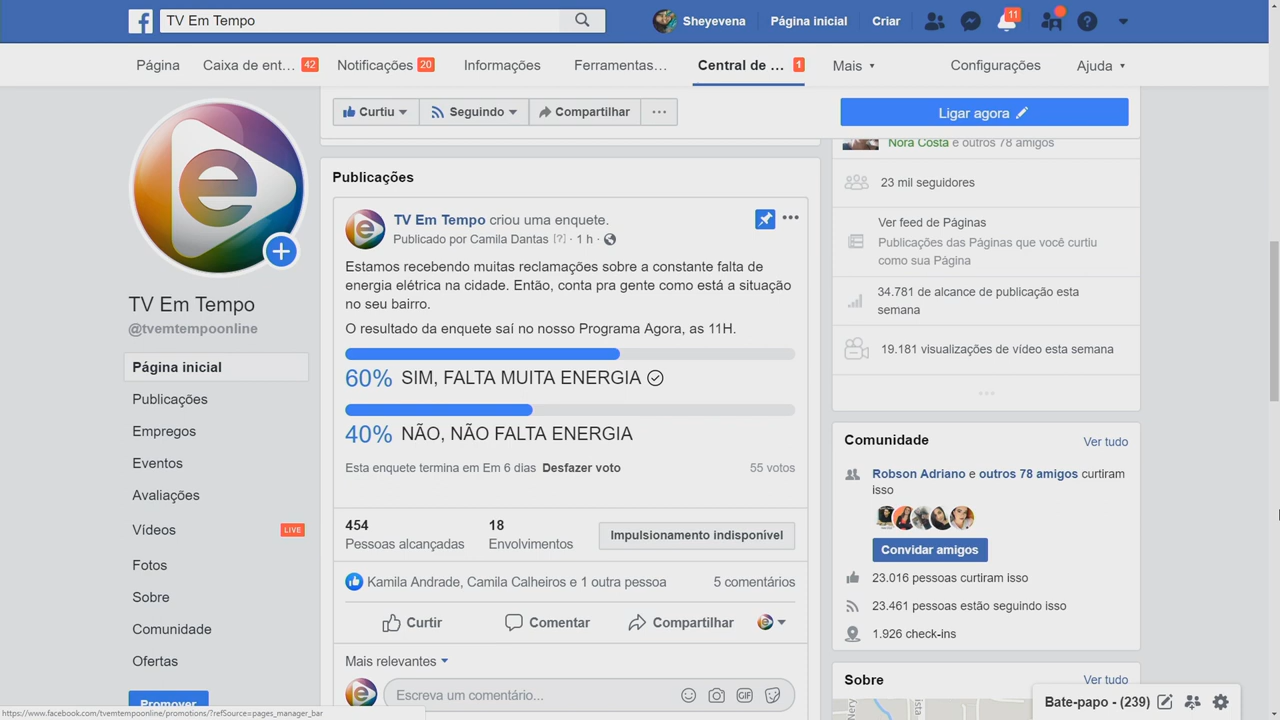 TV Em Tempo
Sheyevena
Página inicial
Criar
11
Página
Caixa de ent... 42
Notificações 20
Informações
Ferramentas...
Central de ... 1
Mais
Configurações
Ajuda
Curtiu
Seguindo
Compartilhar
...
Ligar agora
TV Em Tempo
@tvemtempoonline
Página inicial
Publicações
Empregos
Eventos
Avaliações
Vídeos LIVE
Fotos
Sobre
Comunidade
Ofertas
Promover
Publicações
TV Em Tempo criou uma enquete.
Publicado por Camila Dantas [?] · 1 h ·
Estamos recebendo muitas reclamações sobre a constante falta de
energia elétrica na cidade. Então, conta pra gente como está a situação
no seu bairro.
O resultado da enquete saí no nosso Programa Agora, as 11H.
60% SIM, FALTA MUITA ENERGIA
40% NÃO, NÃO FALTA ENERGIA
Esta enquete termina em Em 6 dias Desfazer voto 55 votos
454
Pessoas alcançadas
18
Envolvimentos
Impulsionamento indisponível
Kamila Andrade, Camila Calheiros e 1 outra pessoa 5 comentários
Curtir
Comentar
Compartilhar
Mais relevantes
Escreva um comentário...
GIF
Nora Costa e outros 78 amigos
23 mil seguidores
Ver feed de Páginas
Publicações das Páginas que você curtiu
como sua Página
34.781 de alcance de publicação esta
semana
19.181 visualizações de vídeo esta semana
...
Comunidade Ver tudo
Robson Adriano e outros 78 amigos curtiram
isso
Convidar amigos
23.016 pessoas curtiram isso
23.461 pessoas estão seguindo isso
1.926 check-ins
Sobre Ver tudo
Bate-papo - (239)
https://www.facebook.com/tvemtempoonline/promotions/?refSource=pages_manager_bar